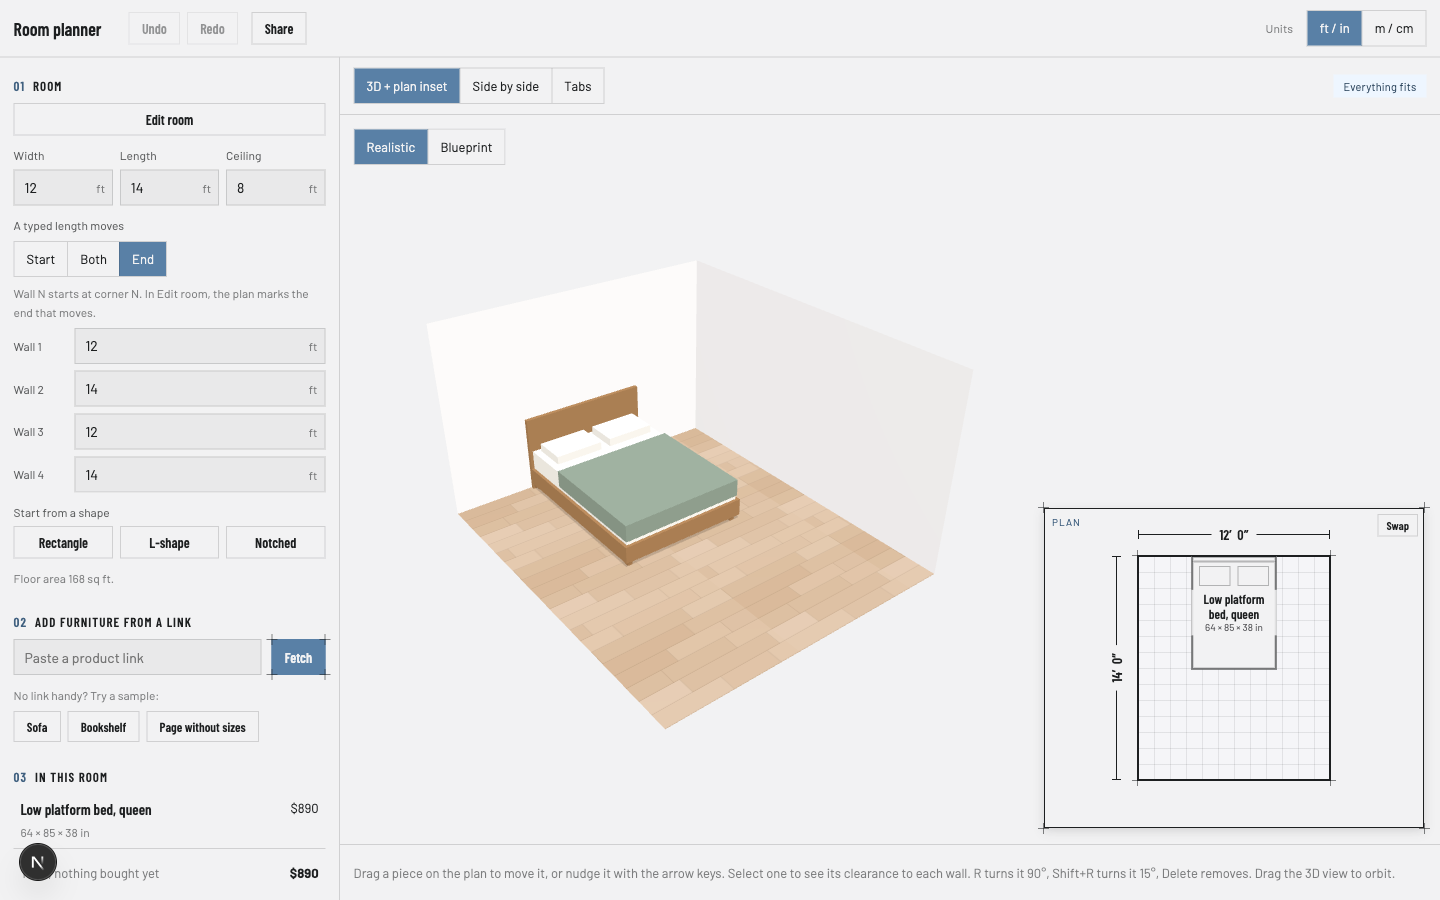 Room planner
Undo
Redo
Share
Units
ft / in
m / cm
01 ROOM
Edit room
Width
Length
Ceiling
12 ft
14 ft
8 ft
A typed length moves
Start
Both
End
Wall N starts at corner N. In Edit room, the plan marks the
end that moves.
Wall 1
12 ft
Wall 2
14 ft
Wall 3
12 ft
Wall 4
14 ft
Start from a shape
Rectangle
L-shape
Notched
Floor area 168 sq ft.
02 ADD FURNITURE FROM A LINK
Paste a product link
Fetch
No link handy? Try a sample:
Sofa
Bookshelf
Page without sizes
03 IN THIS ROOM
Low platform bed, queen
$890
64 × 85 × 38 in
N
nothing bought yet
$890
3D + plan inset
Side by side
Tabs
Everything fits
Realistic
Blueprint
PLAN
Swap
12′ 0″
14′ 0″
Low platform
bed, queen
64 × 85 × 38 in
Drag a piece on the plan to move it, or nudge it with the arrow keys. Select one to see its clearance to each wall. R turns it 90°, Shift+R turns it 15°, Delete removes. Drag the 3D view to orbit.